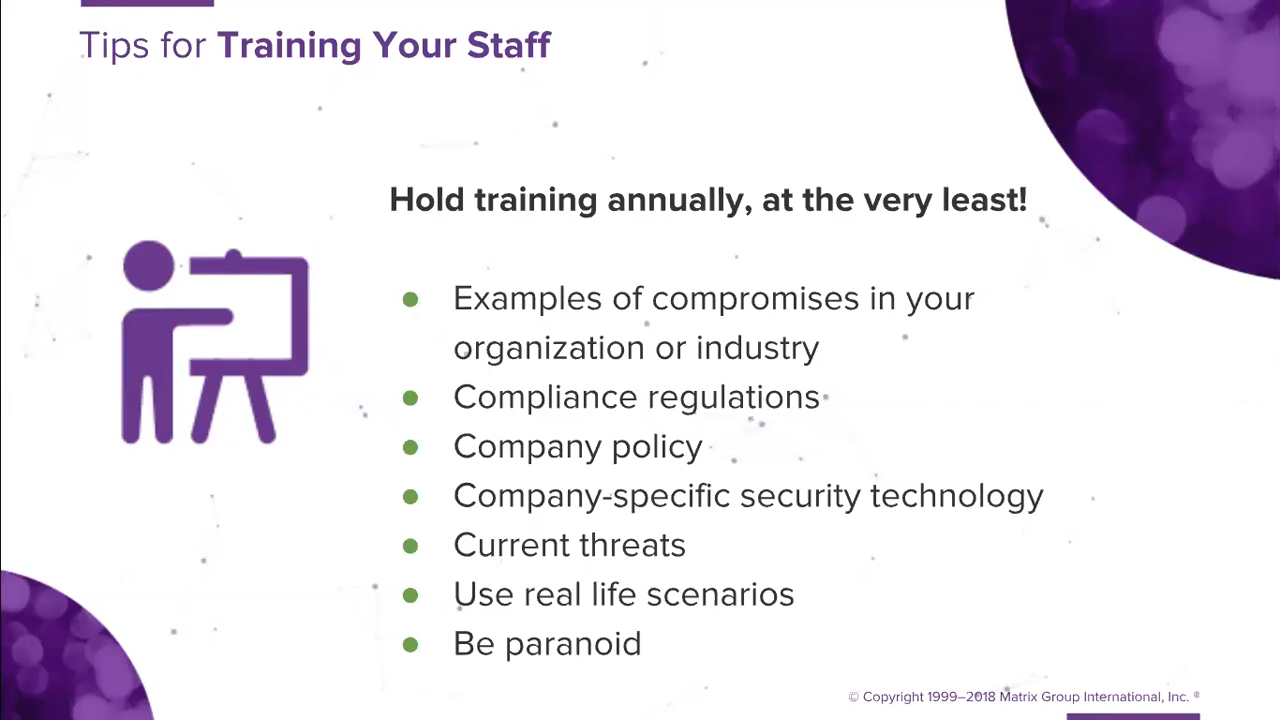 Tips for Training Your Staff
Hold training annually, at the very least!
● Examples of compromises in your
organization or industry
● Compliance regulations
● Company policy
● Company-specific security technology
● Current threats
● Use real life scenarios
● Be paranoid
© Copyright 1999–2018 Matrix Group International, Inc. ®